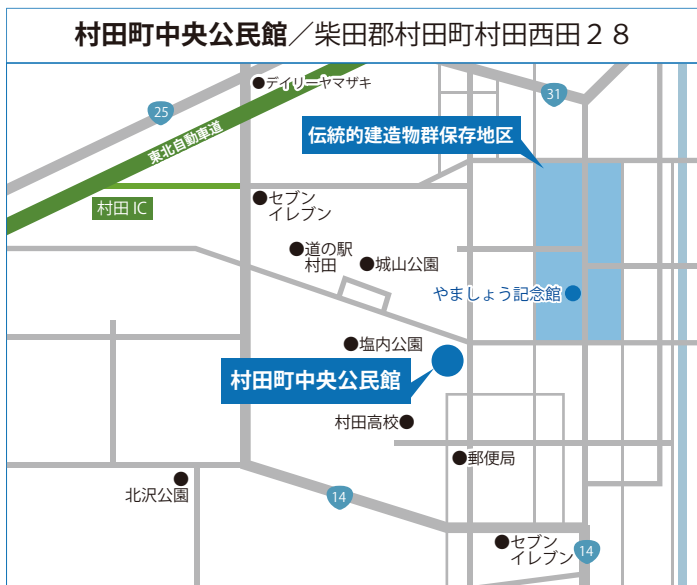 村田町中央公民館／柴田郡村田町村田西田２８
デイリーヤマザキ
25
31
東北自動車道
伝統的建造物群保存地区
村田 IC
セブン
イレブン
道の駅
村田
城山公園
やましょう記念館
塩内公園
村田町中央公民館
村田高校
郵便局
北沢公園
14
セブン
イレブン
14